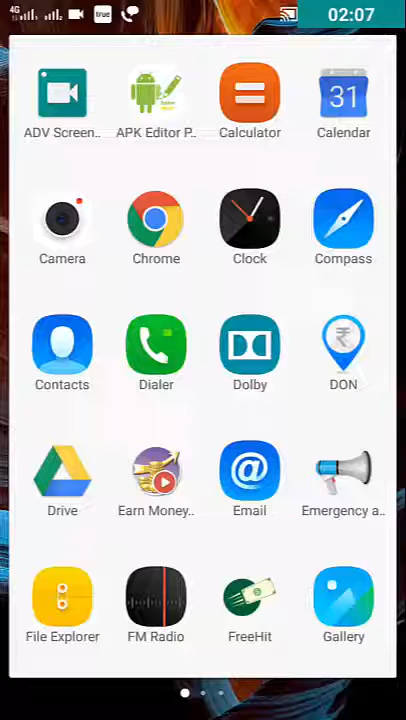 4G true 02:07
ADV Screen.. APK Editor P.. Calculator Calendar
31
Camera Chrome Clock Compass
Contacts Dialer Dolby DON
Drive Earn Money.. Email Emergency a..
File Explorer FM Radio FreeHit Gallery